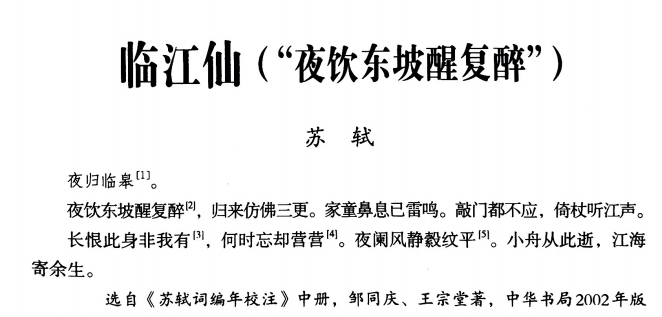 临江仙（“夜饮东坡醒复醉”）
苏 轼
夜归临皋[1]。
夜饮东坡醒复醉[2]，归来仿佛三更。家童鼻息已雷鸣。敲门都不应，倚杖听江声。
长恨此身非我有[3]，何时忘却营营[4]。夜阑风静縠纹平[5]。小舟从此逝，江海
寄余生。
选自《苏轼词编年校注》中册，邹同庆、王宗堂著，中华书局2002年版